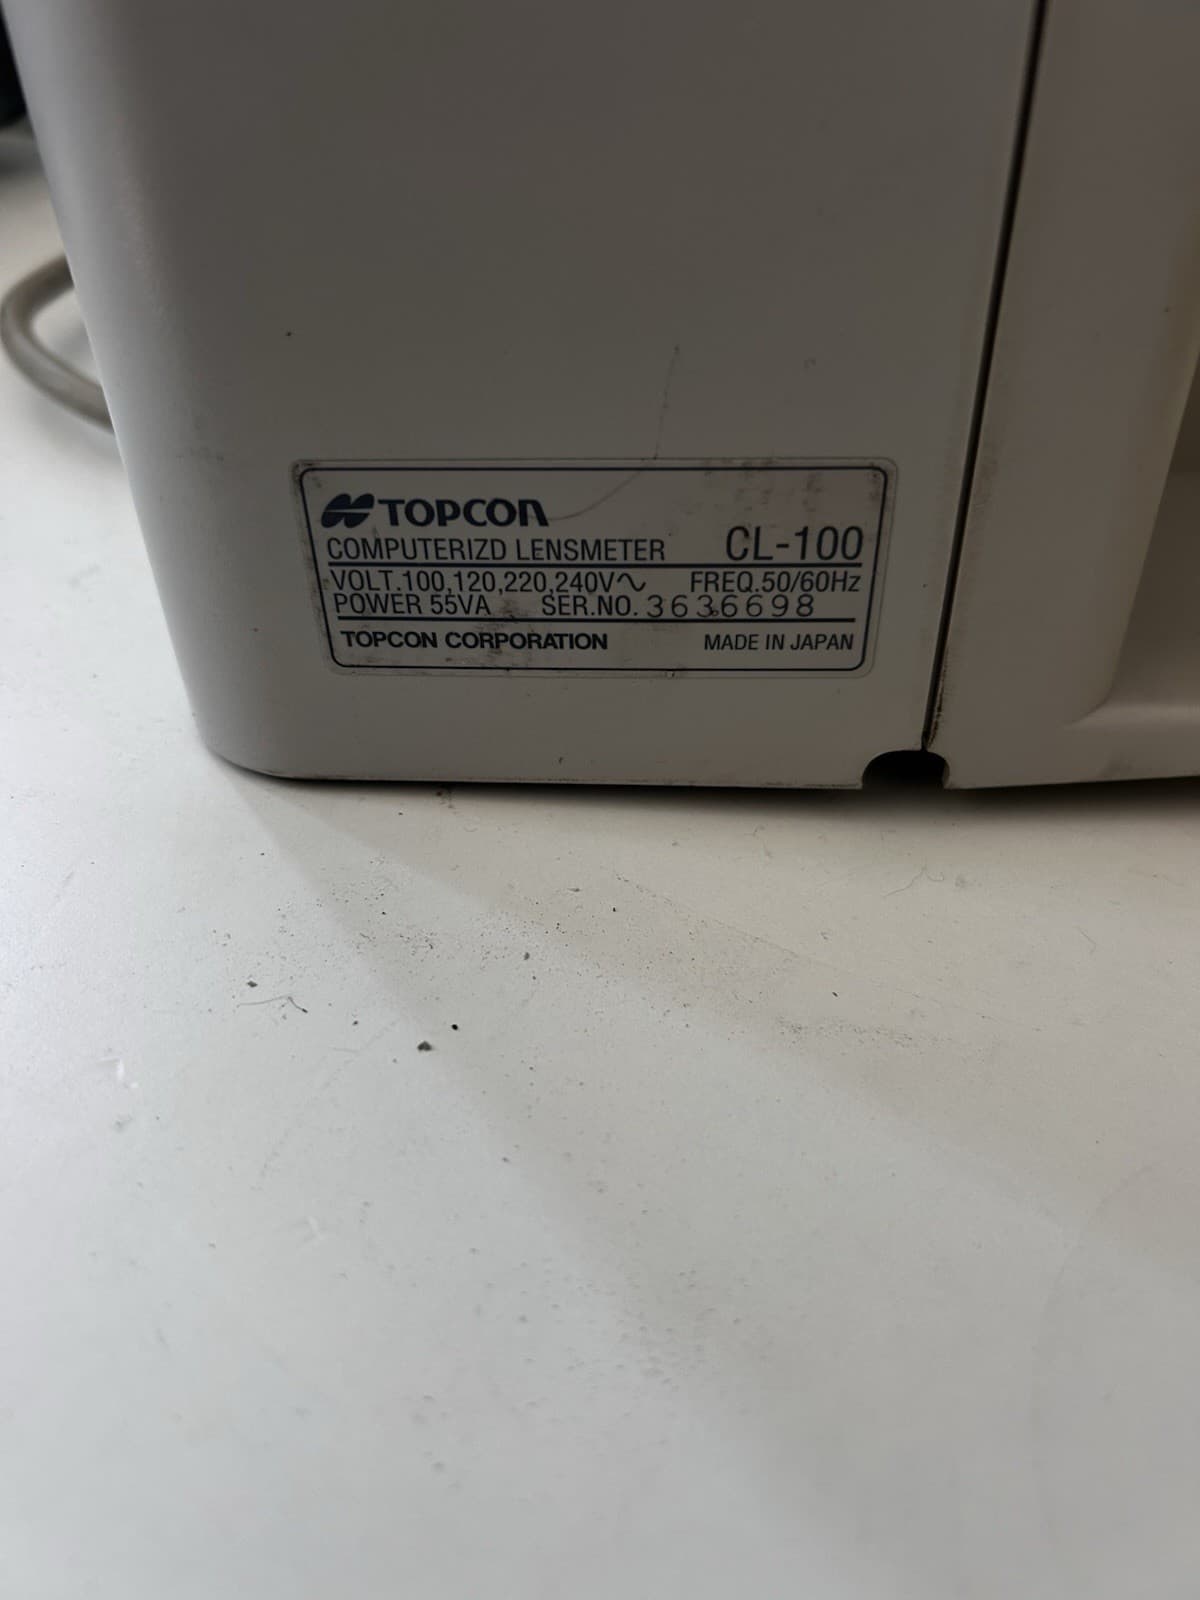 TOPCON
COMPUTERIZD LENSMETER CL-100
VOLT.100,120,220,240V~ FREQ.50/60Hz
POWER 55VA SER.NO. 3636698
TOPCON CORPORATION MADE IN JAPAN